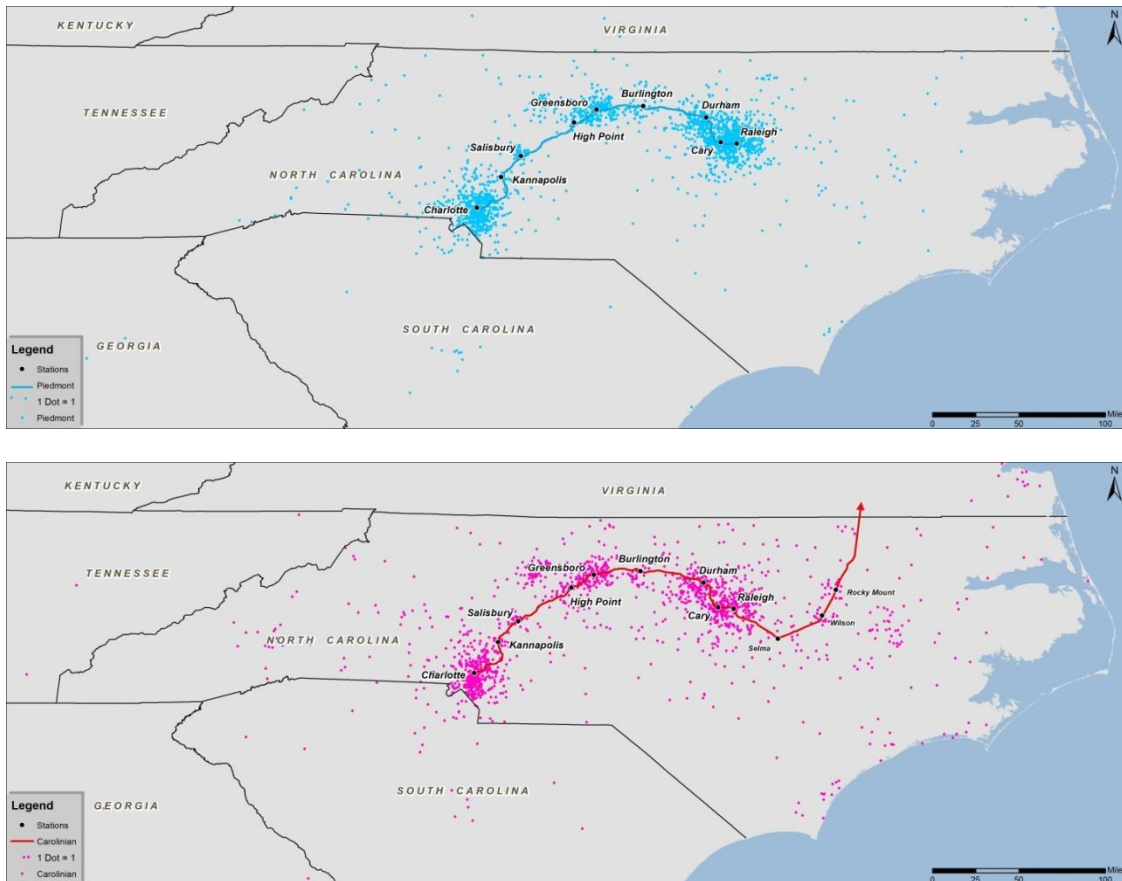 KENTUCKY
VIRGINIA
N
TENNESSEE
Greensboro
Burlington
Durham
High Point
Raleigh
Cary
Salisbury
NORTH CAROLINA
Kannapolis
Charlotte
SOUTH CAROLINA
GEORGIA
Legend
Stations
Piedmont
1 Dot = 1
Piedmont
Mile
0 25 50 100
KENTUCKY
VIRGINIA
N
TENNESSEE
Greensboro
Burlington
Durham
High Point
Rocky Mount
Raleigh
Cary
Salisbury
Wilson
NORTH CAROLINA
Kannapolis
Selma
Charlotte
SOUTH CAROLINA
GEORGIA
Legend
Stations
Carolinian
1 Dot = 1
Carolinian
Mile
0 25 50 100